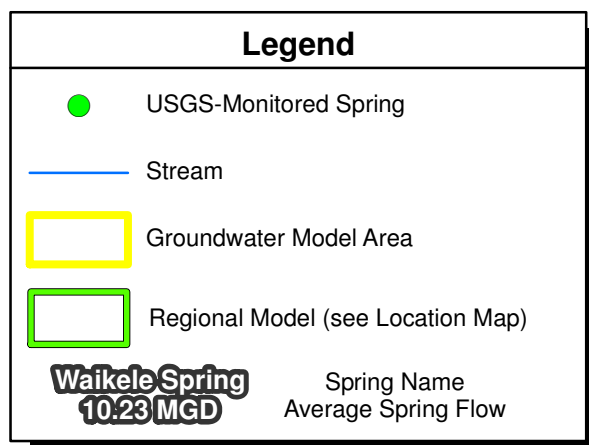 Legend
USGS-Monitored Spring
Stream
Groundwater Model Area
Regional Model (see Location Map)
Waikele Spring
10.23 MGD
Spring Name
Average Spring Flow